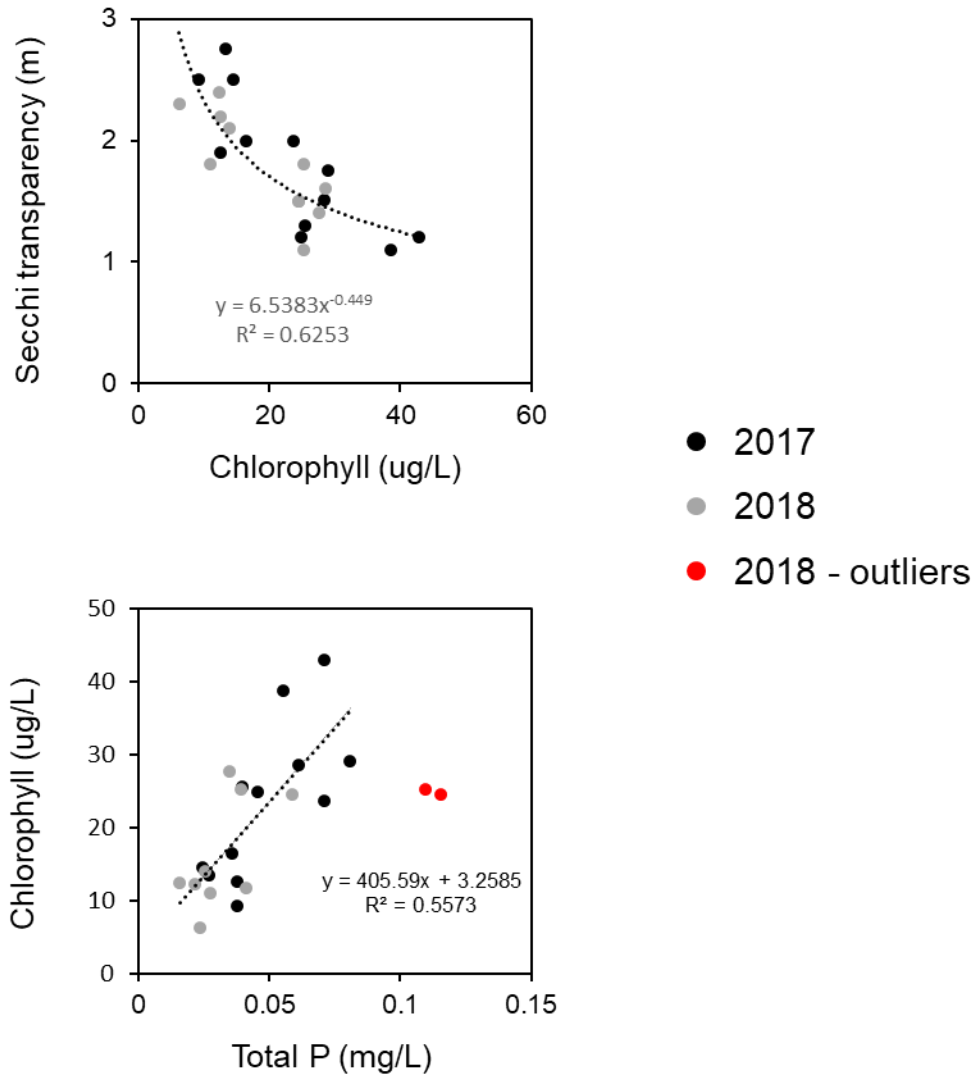 3
2
1
0
Secchi transparency (m)
y = 6.5383x^-0.449
R² = 0.6253
0 20 40 60
Chlorophyll (ug/L)
2017
2018
2018 - outliers
50
40
30
20
10
0
Chlorophyll (ug/L)
y = 405.59x + 3.2585
R² = 0.5573
0 0.05 0.1 0.15
Total P (mg/L)